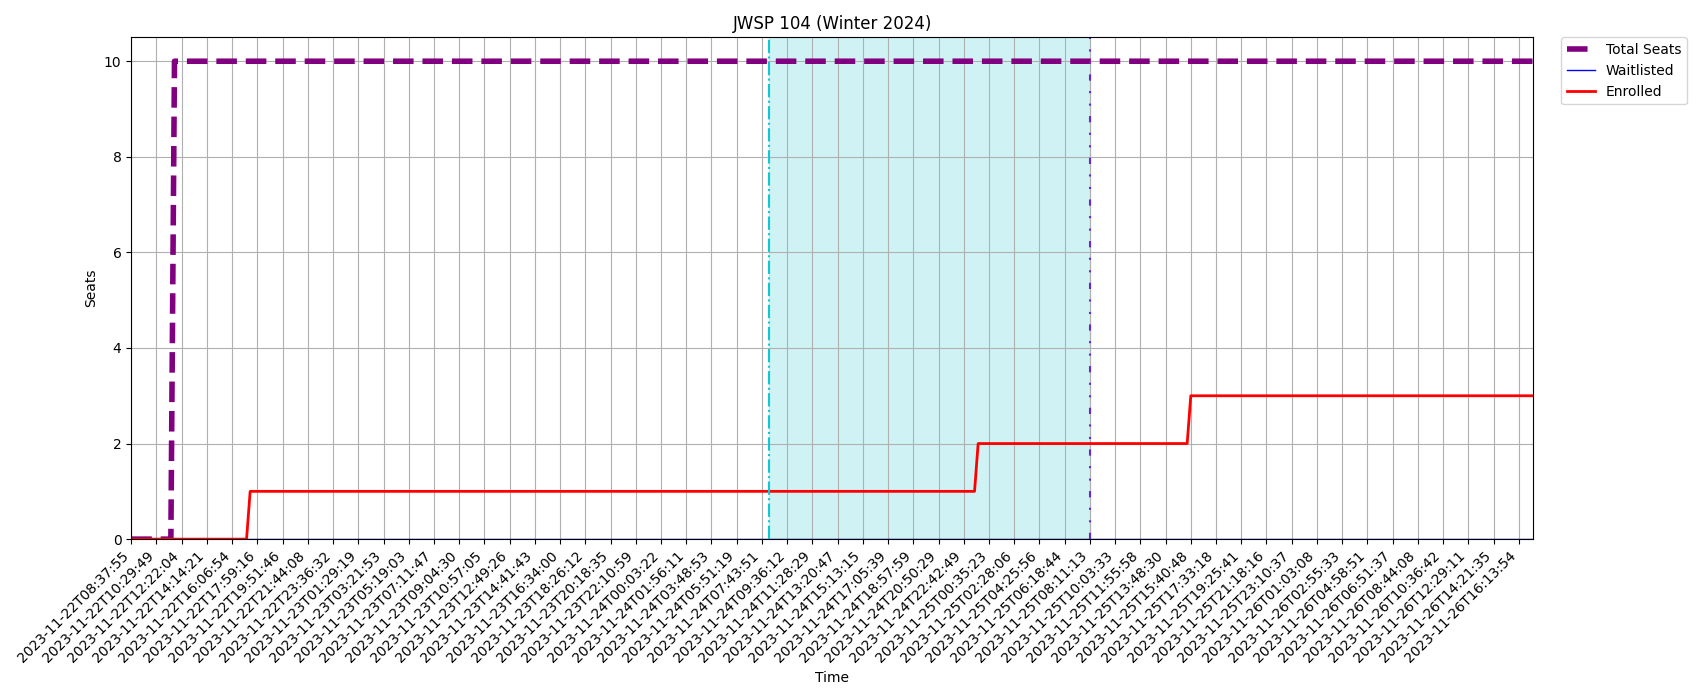 JWSP 104 (Winter 2024)
Total Seats
Waitlisted
Enrolled
10
8
6
4
2
0
Seats
2023-11-22T08:37:55
2023-11-22T10:29:49
2023-11-22T12:22:04
2023-11-22T14:14:21
2023-11-22T16:06:54
2023-11-22T17:59:16
2023-11-22T19:51:46
2023-11-22T21:44:08
2023-11-22T23:36:32
2023-11-23T01:29:19
2023-11-23T03:21:53
2023-11-23T05:19:03
2023-11-23T07:11:47
2023-11-23T09:04:30
2023-11-23T10:57:05
2023-11-23T12:49:26
2023-11-23T14:41:43
2023-11-23T16:34:00
2023-11-23T18:26:12
2023-11-23T20:18:35
2023-11-23T22:10:59
2023-11-24T00:03:22
2023-11-24T01:56:11
2023-11-24T03:48:53
2023-11-24T05:51:19
2023-11-24T07:43:51
2023-11-24T09:36:12
2023-11-24T11:28:29
2023-11-24T13:20:47
2023-11-24T15:13:15
2023-11-24T17:05:39
2023-11-24T18:57:59
2023-11-24T20:50:29
2023-11-24T22:42:49
2023-11-25T00:35:23
2023-11-25T02:28:06
2023-11-25T04:25:56
2023-11-25T06:18:44
2023-11-25T08:11:13
2023-11-25T10:03:33
2023-11-25T11:55:58
2023-11-25T13:48:30
2023-11-25T15:40:48
2023-11-25T17:33:18
2023-11-25T19:25:41
2023-11-25T21:18:16
2023-11-25T23:10:37
2023-11-26T01:03:08
2023-11-26T02:55:33
2023-11-26T04:58:51
2023-11-26T06:51:37
2023-11-26T08:44:08
2023-11-26T10:36:42
2023-11-26T12:29:11
2023-11-26T14:21:35
2023-11-26T16:13:54
Time